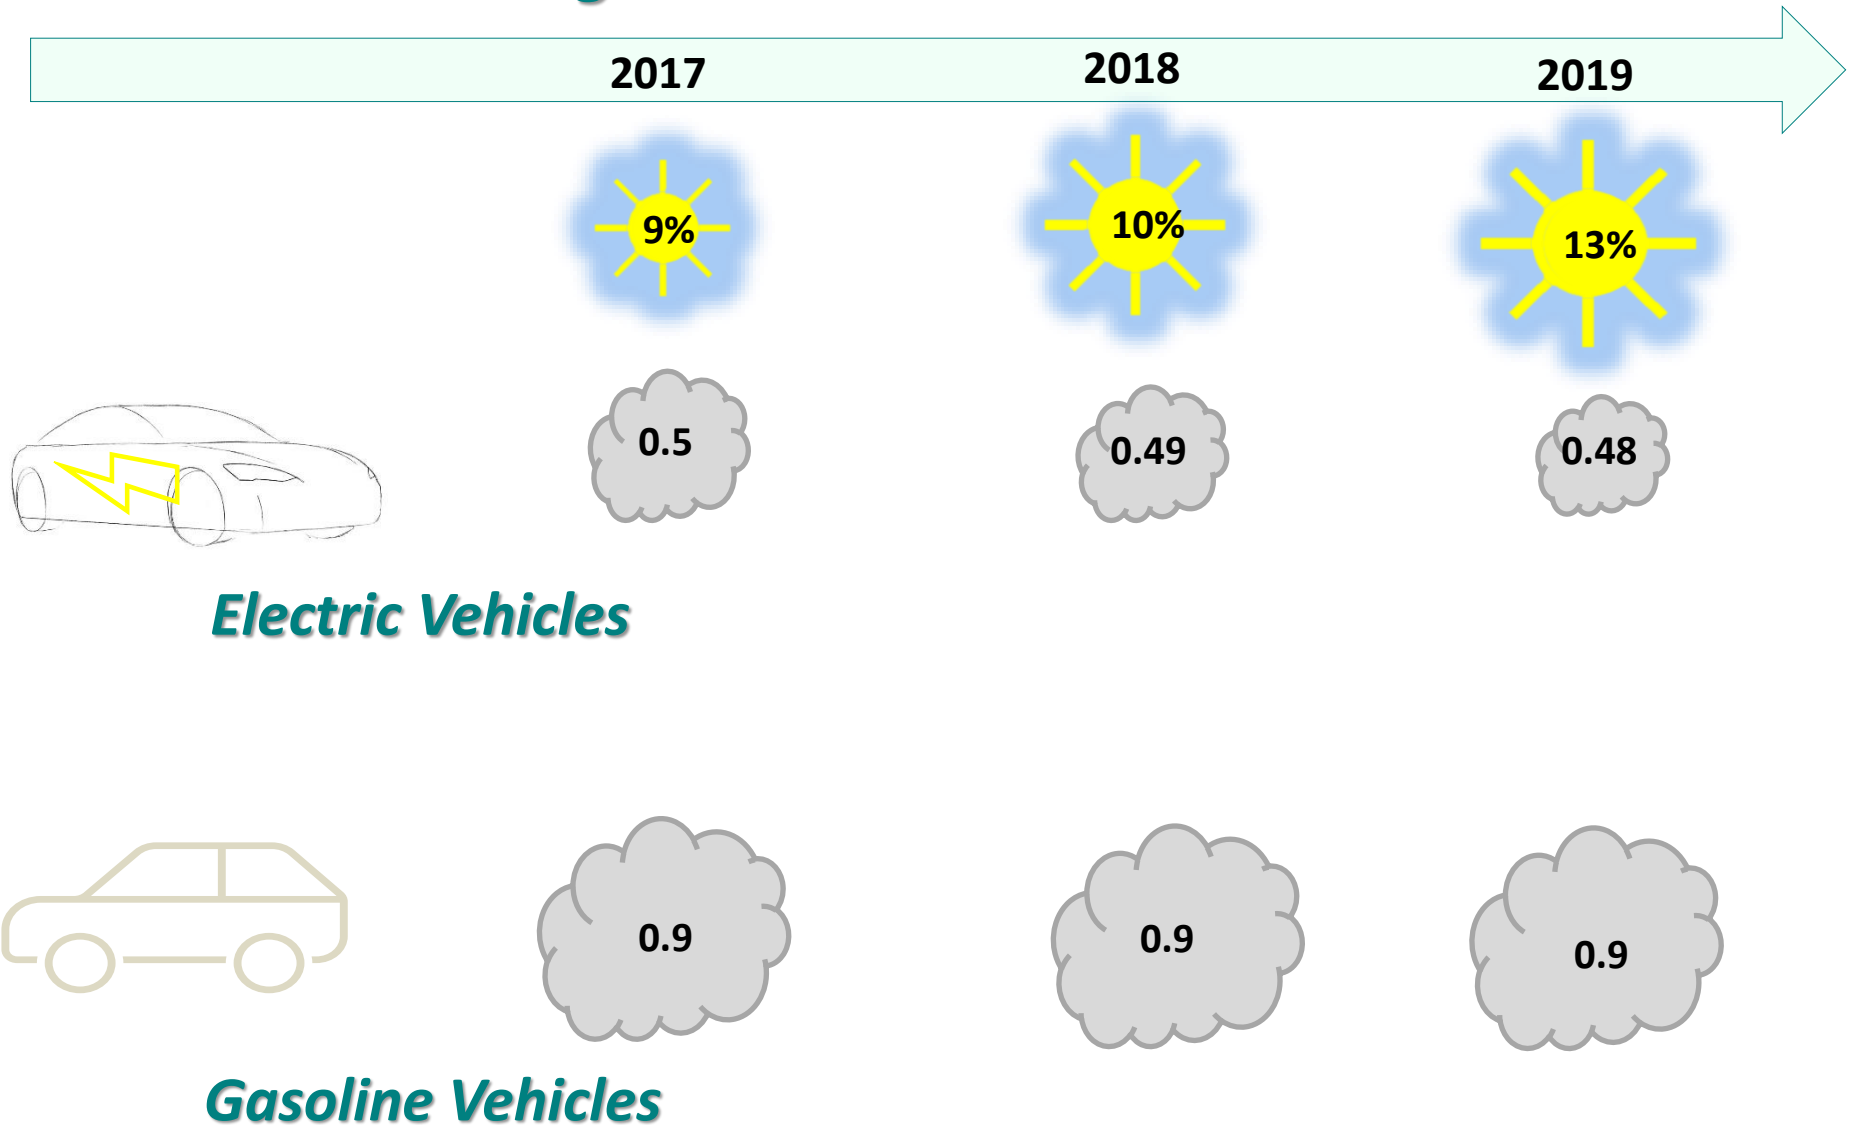 2017 2018 2019
9% 10% 13%
0.5 0.49 0.48
Electric Vehicles
0.9 0.9 0.9
Gasoline Vehicles